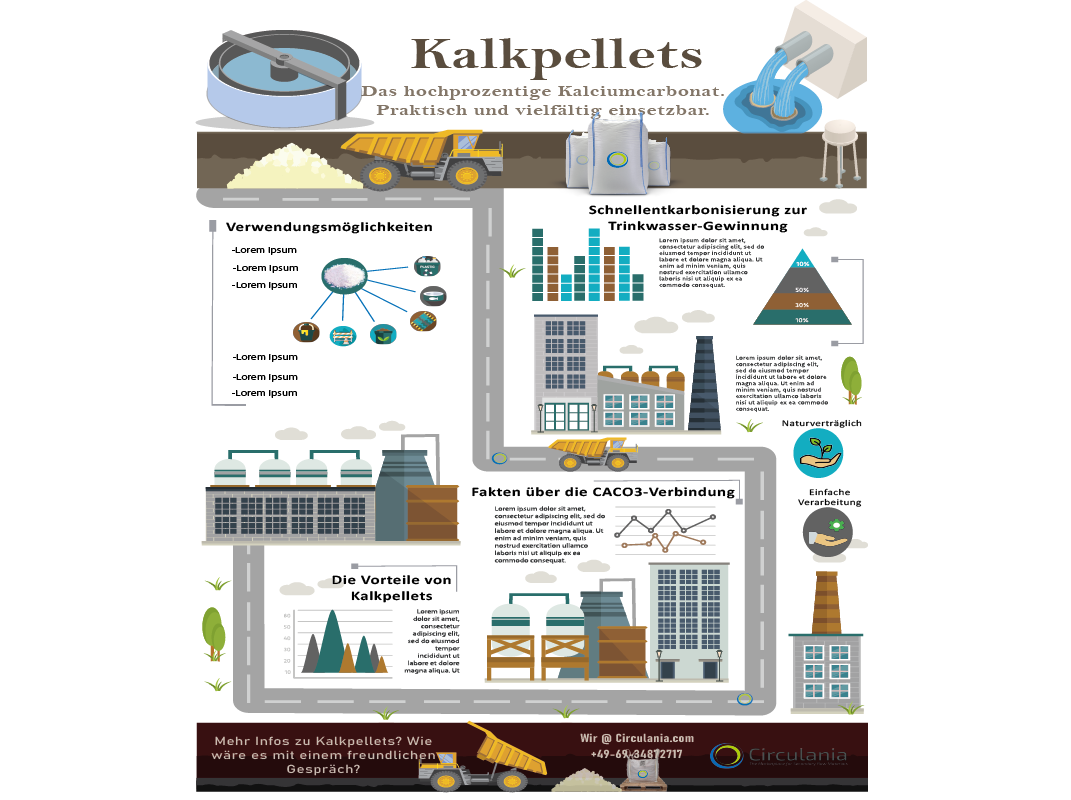 Kalkpellets
Das hochprozentige Kalciumcarbonat.
Praktisch und vielfältig einsetzbar.
Verwendungsmöglichkeiten
-Lorem Ipsum
-Lorem Ipsum
-Lorem Ipsum
PLASTIC
-Lorem Ipsum
-Lorem Ipsum
-Lorem Ipsum
Schnellentkarbonisierung zur
Trinkwasser-Gewinnung
Lorem ipsum dolor sit amet,
consectetur adipiscing elit, sed do
eiusmod tempor incididunt ut
labore et dolore magna aliqua. Ut
enim ad minim veniam, quis
nostrud exercitation ullamco
laboris nisi ut aliquip ex ea
commodo consequat.
10%
50%
30%
10%
Lorem ipsum dolor sit amet,
consectetur adipiscing elit,
sed do eiusmod tempor
incididunt ut labore et dolore
magna aliqua. Ut enim ad
minim veniam, quis nostrud
exercitation ullamco laboris
nisi ut aliquip ex ea commodo
consequat.
Naturverträglich
Einfache
Verarbeitung
Fakten über die CACO3-Verbindung
Lorem ipsum dolor sit amet,
consectetur adipiscing elit, sed do
eiusmod tempor incididunt ut
labore et dolore magna aliqua. Ut
enim ad minim veniam, quis
nostrud exercitation ullamco
laboris nisi ut aliquip ex ea
commodo consequat.
Die Vorteile von
Kalkpellets
60
50
40
30
20
10
Lorem ipsum
dolor sit amet,
consectetur
adipiscing elit,
sed do eiusmod
tempor
incididunt ut
labore et dolore
magna aliqua. Ut
Mehr Infos zu Kalkpellets? Wie
wäre es mit einem freundlichen
Gespräch?
Wir @ Circulania.com
+49-69-34872717
Circulania